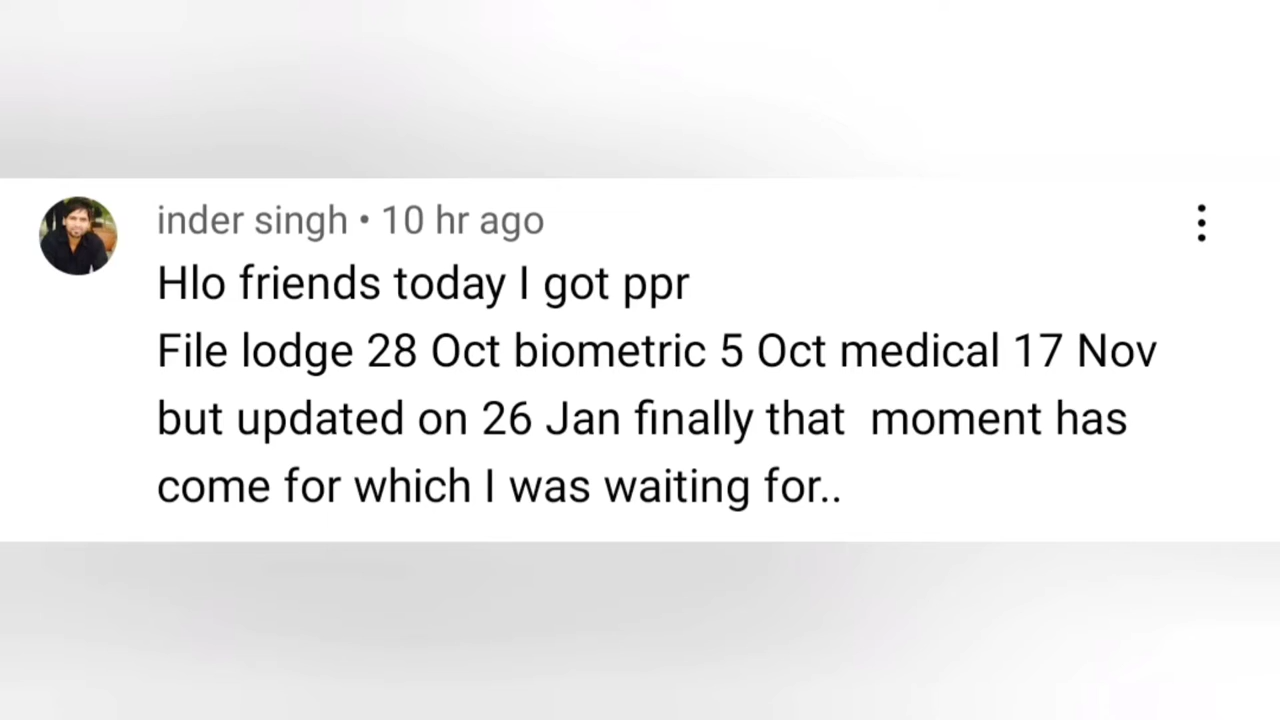 inder singh • 10 hr ago
Hlo friends today I got ppr
File lodge 28 Oct biometric 5 Oct medical 17 Nov
but updated on 26 Jan finally that  moment has
come for which I was waiting for..